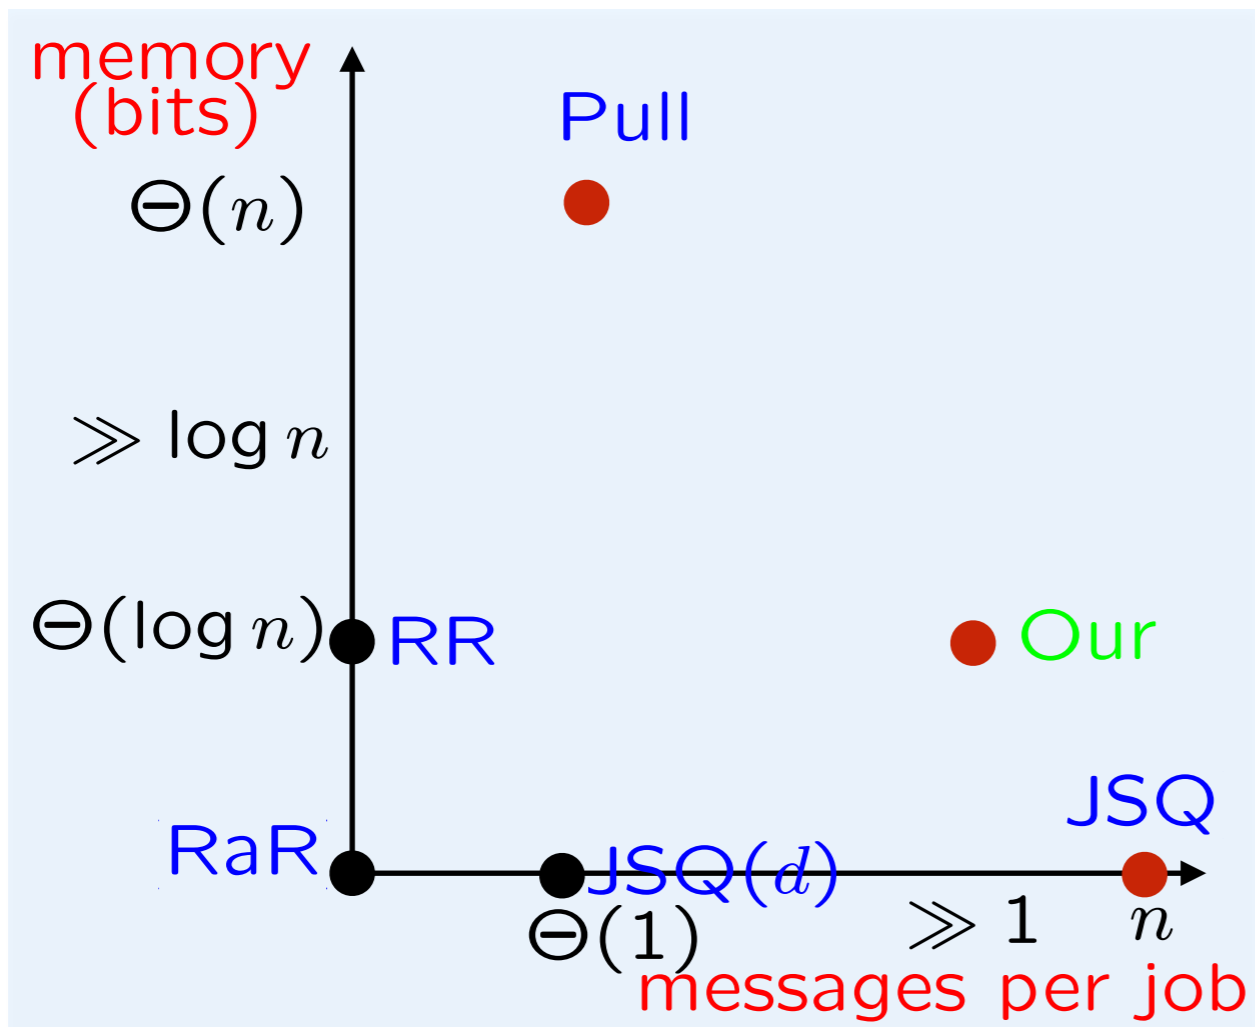 memory
(bits)
Pull
Θ(n)
≫ log n
Θ(log n)
RR
Our
JSQ
RaR
JSQ(d)
Θ(1)
≫ 1
n
messages per job